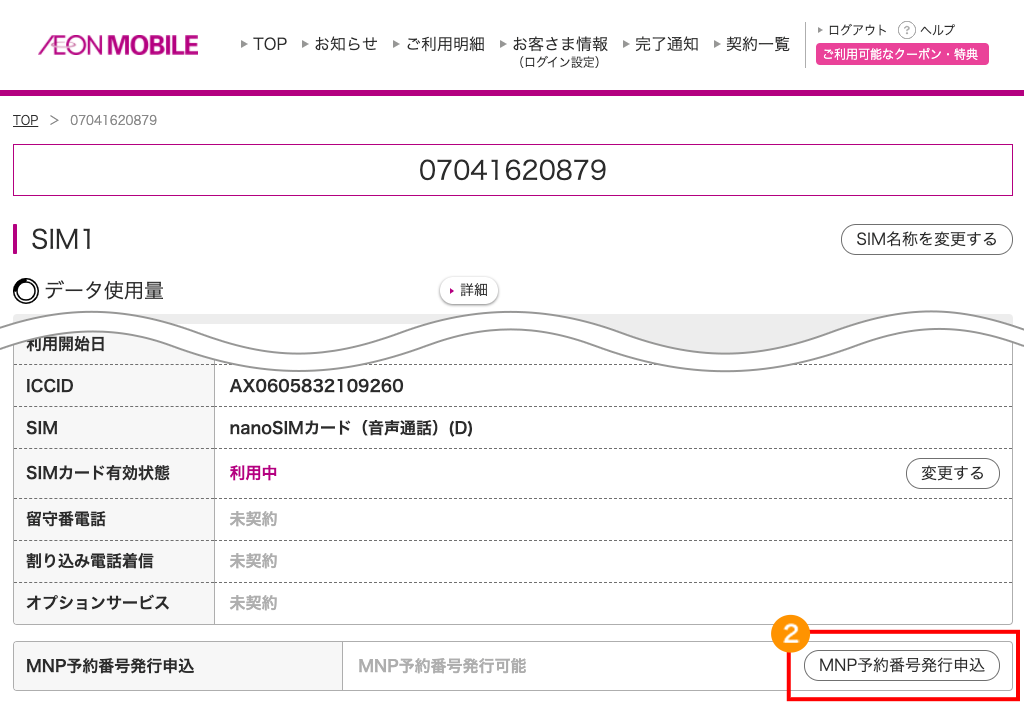 ÆON MOBILE
TOP お知らせ ご利用明細 お客さま情報 完了通知 契約一覧
(ログイン設定)
ログアウト ? ヘルプ
ご利用可能なクーポン・特典
TOP > 07041620879
07041620879
SIM1
SIM名称を変更する
データ使用量 詳細
利用開始日
ICCID AX0605832109260
SIM nanoSIMカード（音声通話）(D)
SIMカード有効状態 利用中 変更する
留守番電話 未契約
割り込み電話着信 未契約
オプションサービス 未契約
2
MNP予約番号発行申込 MNP予約番号発行可能 MNP予約番号発行申込